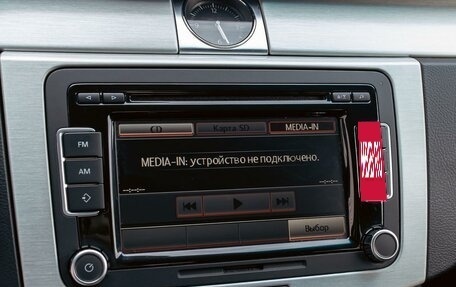 CD
Карта SD
MEDIA-IN
FM
MEDIA-IN: устройство не подключено.
AM
Выбор